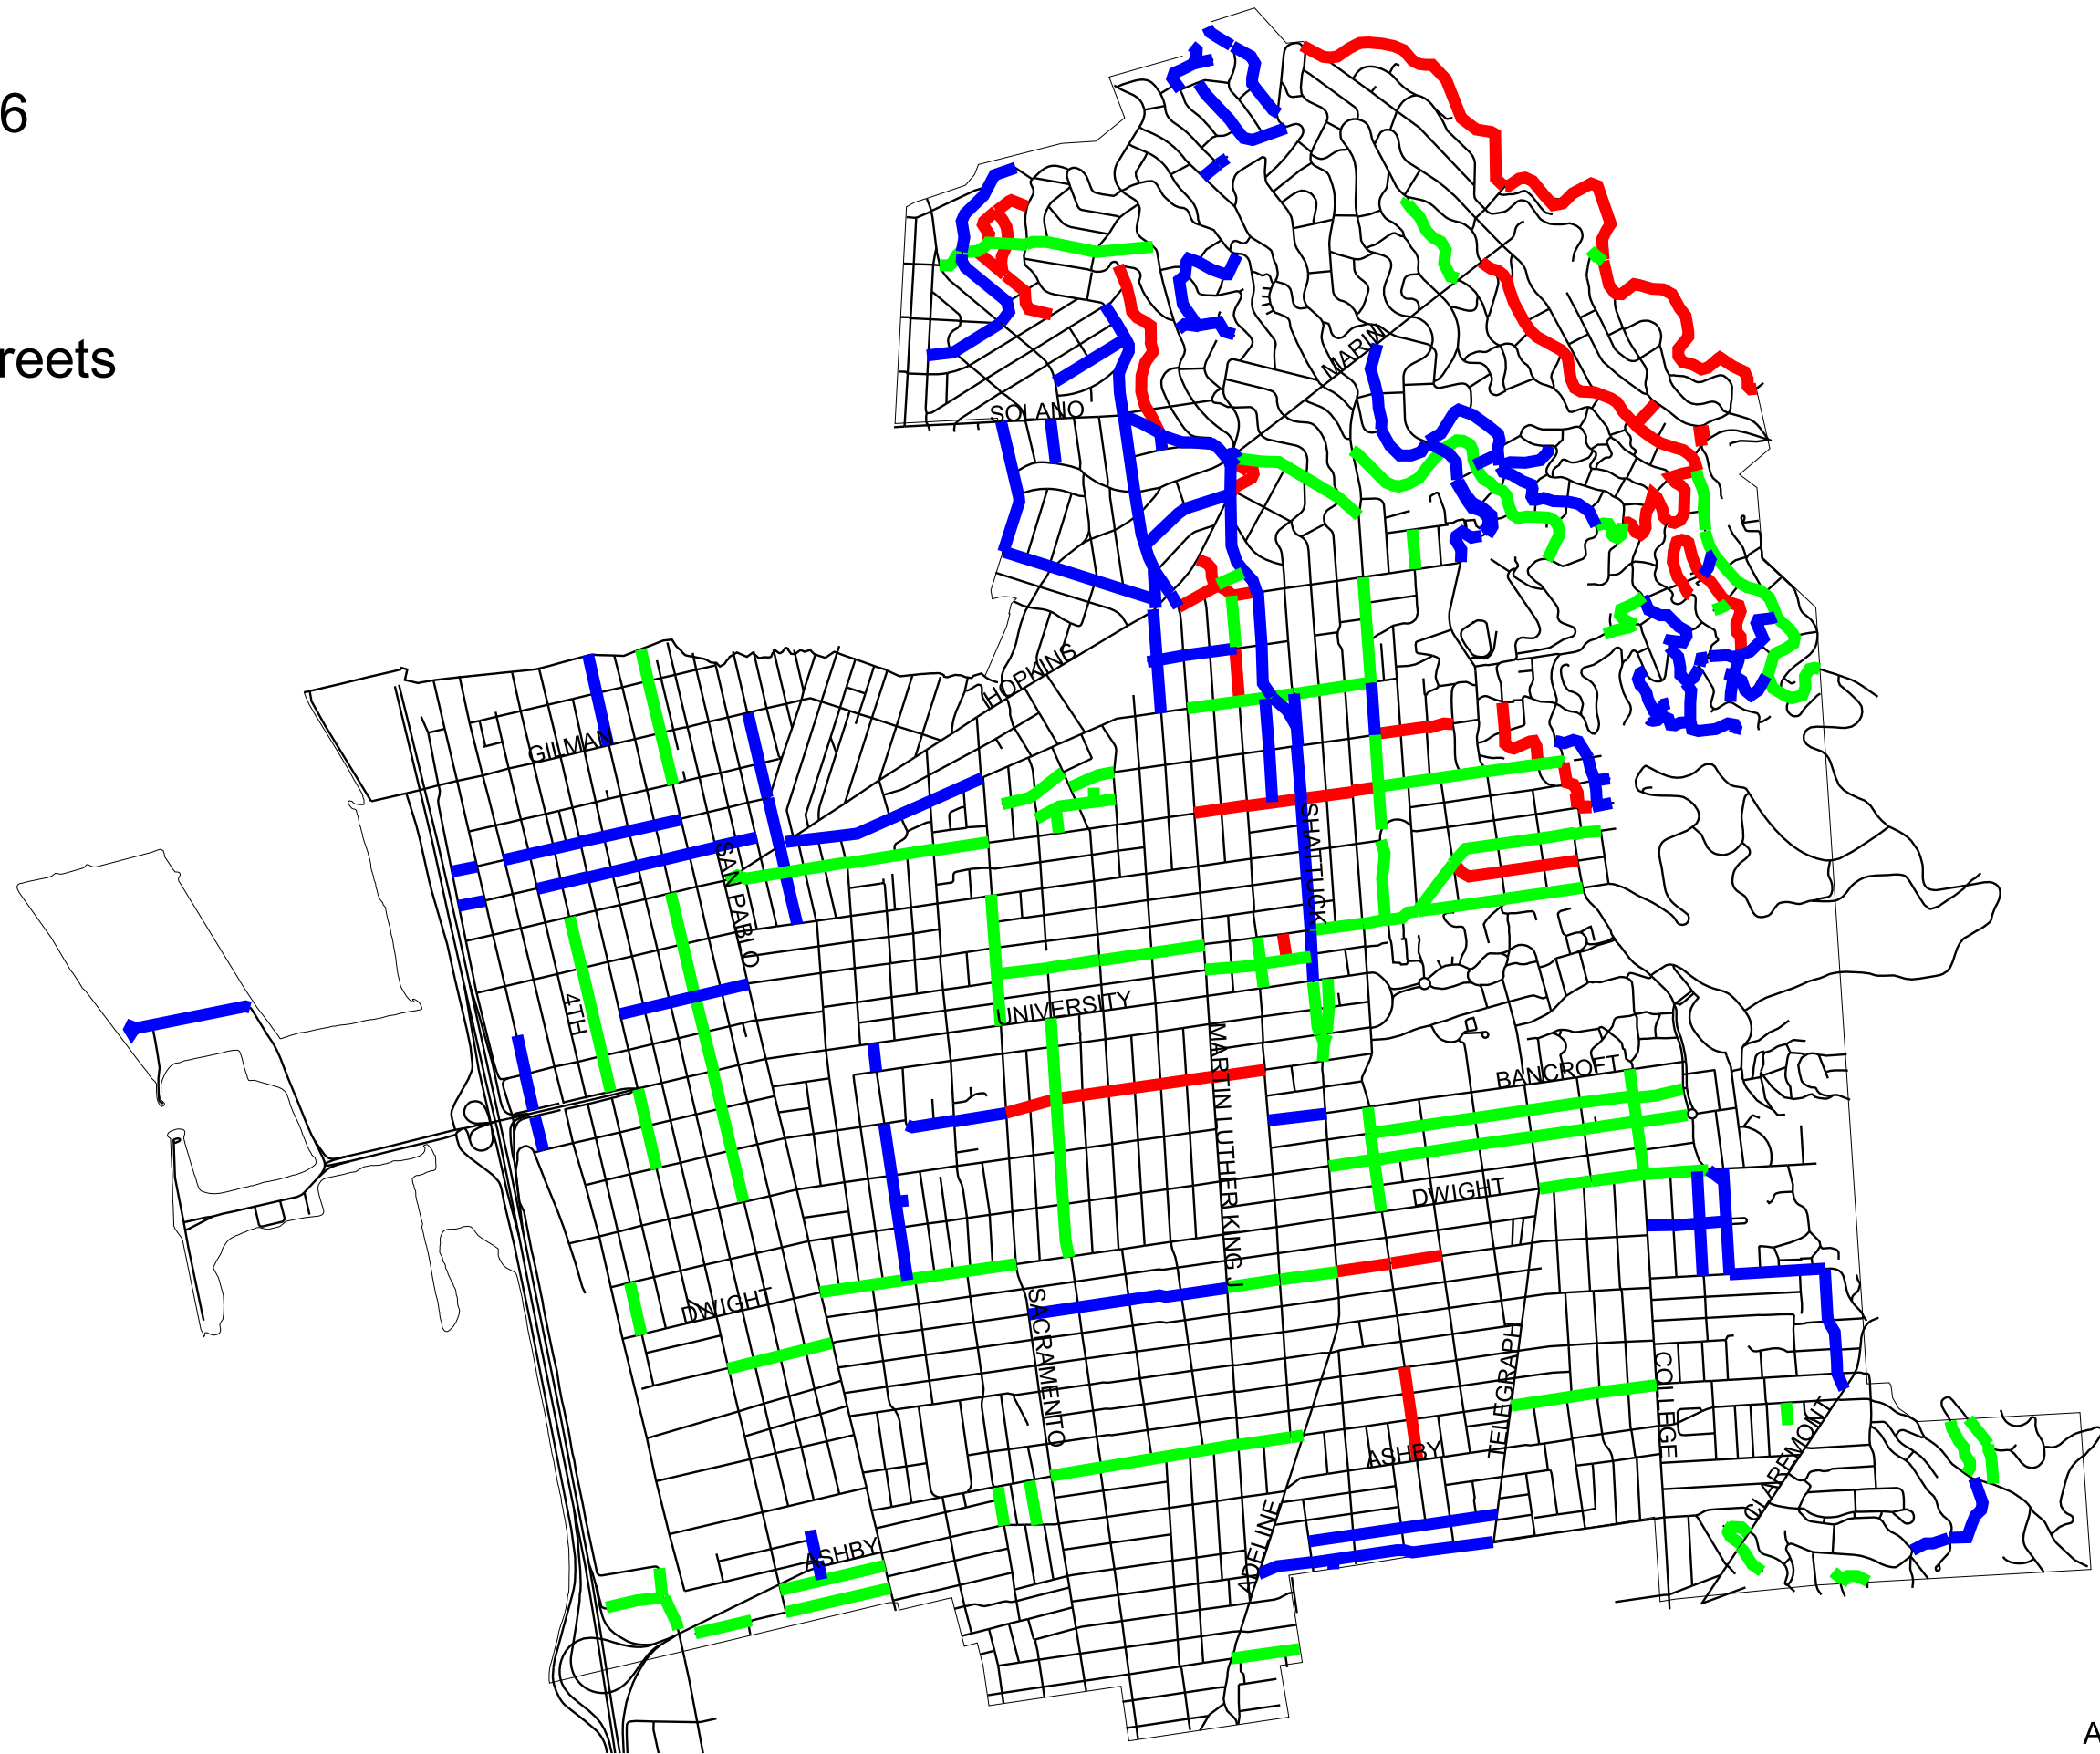 6
reets
MARIN
SOLANO
HOPKINS
GILMAN
SHATTUCK
SAN PABLO
4TH
UNIVERSITY
MARTIN LUTHER KING J
BANCROFT
DWIGHT
DWIGHT
SACRAMENTO
TELEGRAPH
COLLEGE
CLAREMONT
ASHBY
ADELINE
ASHBY
A